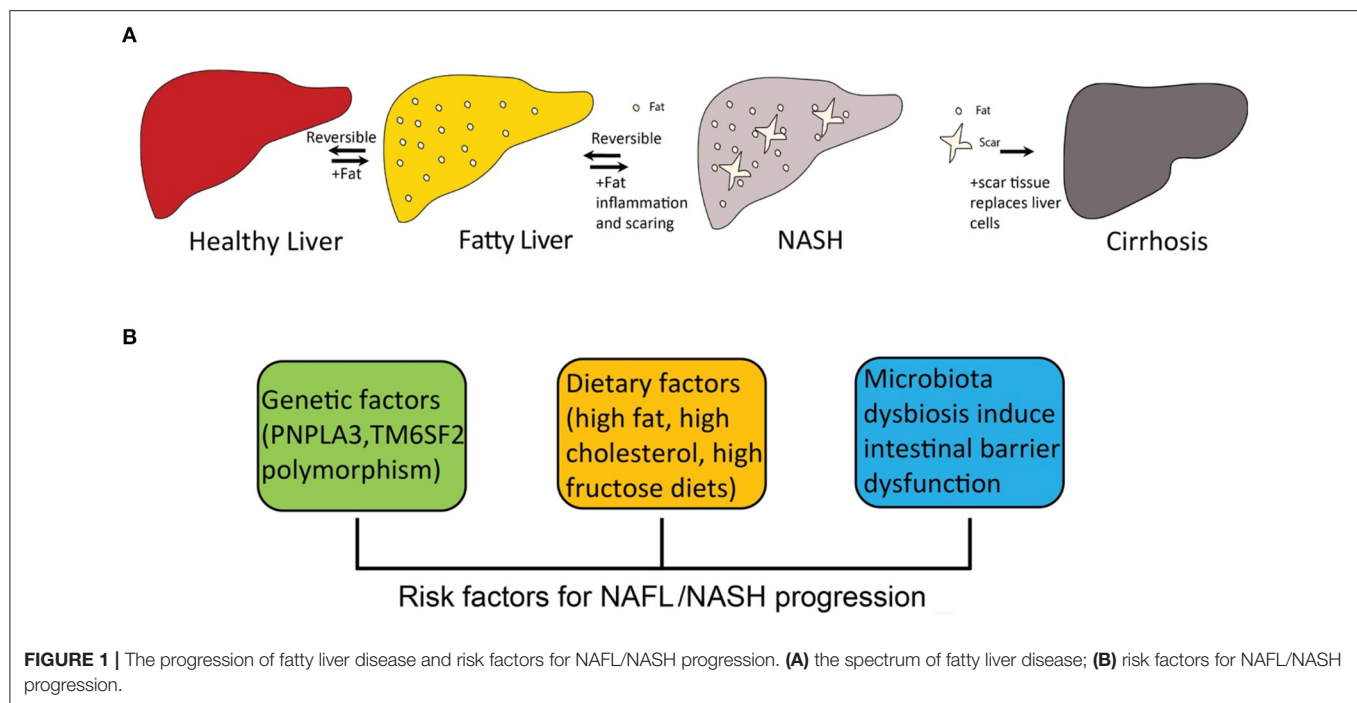 A
Reversible
+Fat
Fat
Reversible
+Fat
inflammation
and scaring
Fat
Scar
+scar tissue
replaces liver
cells
Healthy Liver
Fatty Liver
NASH
Cirrhosis
B
Genetic factors
(PNPLA3,TM6SF2
polymorphism)
Dietary factors
(high fat, high
cholesterol, high
fructose diets)
Microbiota
dysbiosis induce
intestinal barrier
dysfunction
Risk factors for NAFL/NASH progression
FIGURE 1 | The progression of fatty liver disease and risk factors for NAFL/NASH progression. (A) the spectrum of fatty liver disease; (B) risk factors for NAFL/NASH
progression.